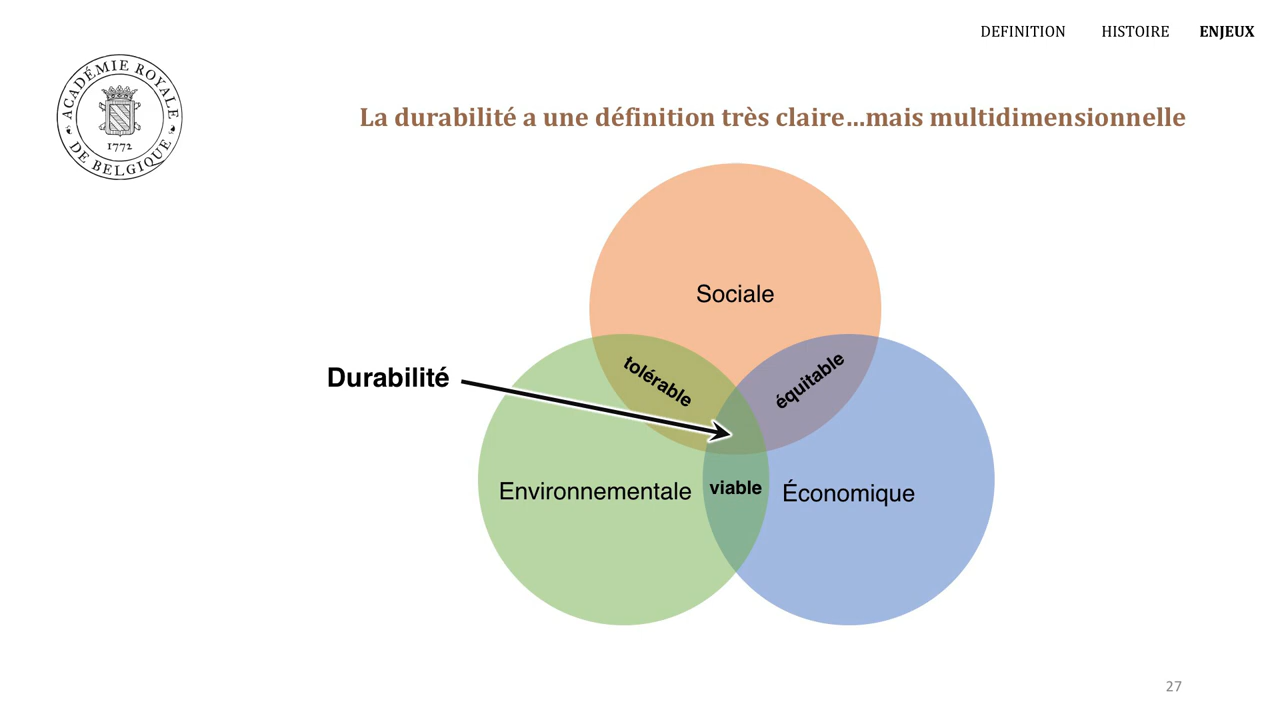 DEFINITION HISTOIRE ENJEUX
ACADÉMIE ROYALE
DE BELGIQUE
1772
La durabilité a une définition très claire...mais multidimensionnelle
Sociale
tolérable
équitable
Durabilité
Environnementale
viable
Économique
27